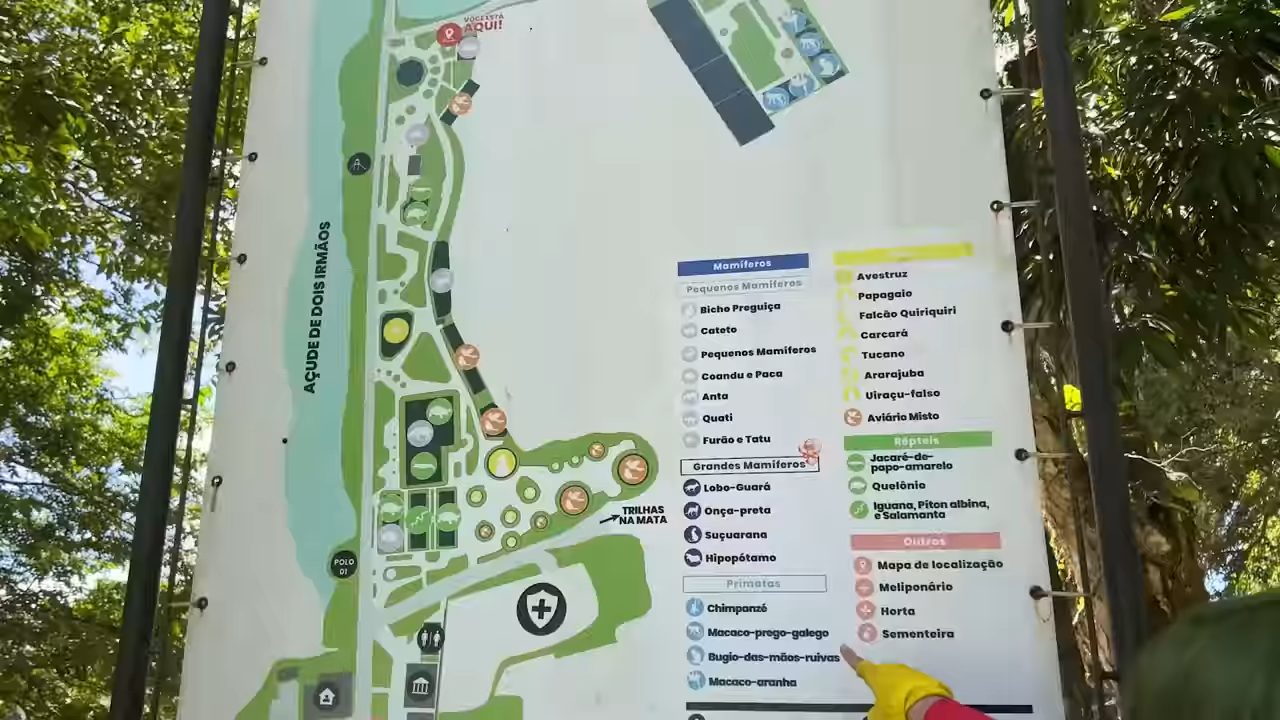 VOCÊ ESTÁ
AQUI!
AÇUDE DE DOIS IRMÃOS
POLO
01
TRILHAS
NA MATA
Mamíferos
Pequenos Mamíferos
Bicho Preguiça
Cateto
Pequenos Mamíferos
Coandu e Paca
Anta
Quati
Furão e Tatu
Grandes Mamíferos
Lobo-Guará
Onça-preta
Suçuarana
Hipopótamo
Primatas
Chimpanzé
Macaco-prego-galego
Bugio-das-mãos-ruivas
Macaco-aranha
Avestruz
Papagaio
Falcão Quiriquiri
Carcará
Tucano
Ararajuba
Uiraçu-falso
Aviário Misto
Répteis
Jacaré-de-
papo-amarelo
Quelônio
Iguana, Piton albina,
e Salamanta
Outros
Mapa de localização
Meliponário
Horta
Sementeira